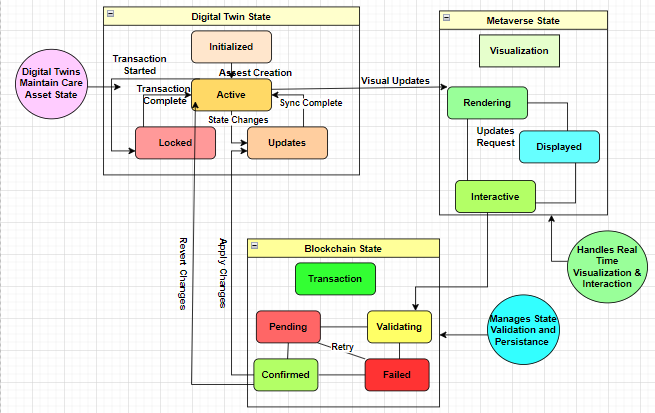 Digital Twin State
Metaverse State
Initialized
Visualization
Digital Twins
Maintain Care
Asset State
Transaction
Started
Assest Creation
Visual Updates
Transaction
Complete
Active
Sync Complete
Rendering
State Changes
Updates
Request
Locked
Updates
Displayed
Interactive
Revert Changes
Apply Changes
Blockchain State
Handles Real
Time
Visualization &
Interaction
Transaction
Pending
Validating
Manages State
Validation and
Persistance
Retry
Confirmed
Failed